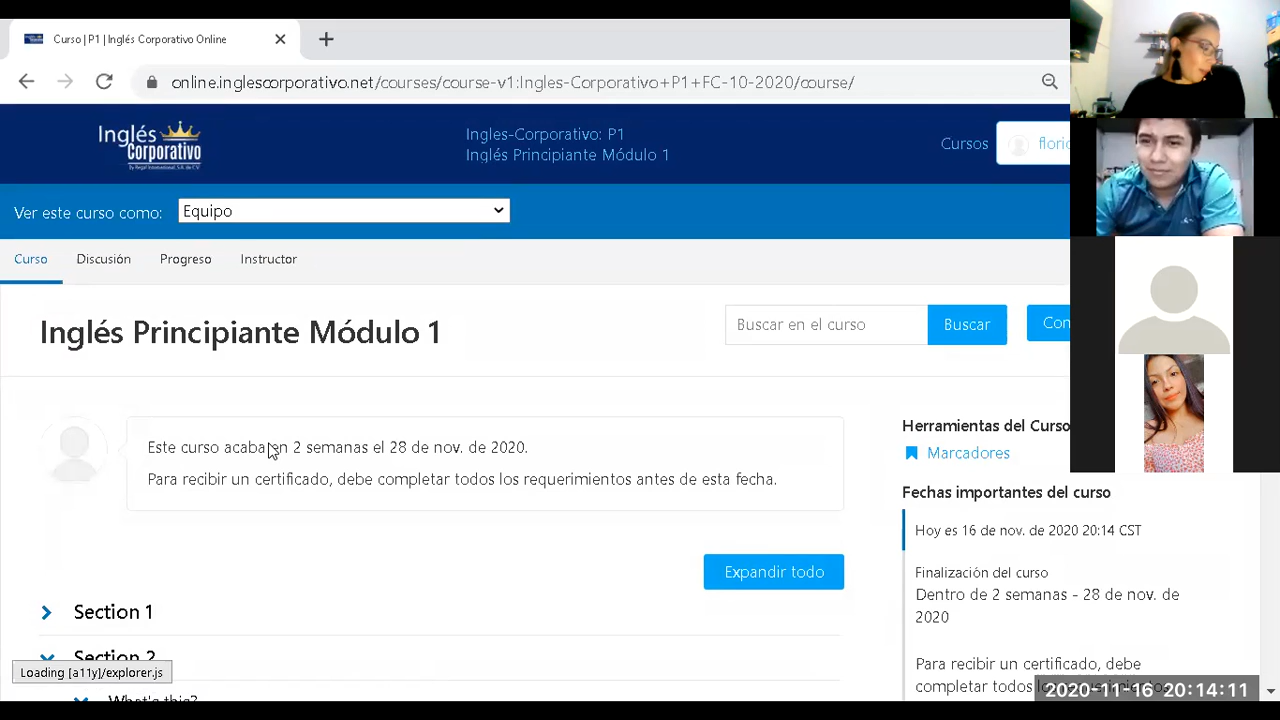 Curso | P1 | Inglés Corporativo Online
online.inglescorporativo.net/courses/course-v1:Ingles-Corporativo+P1+FC-10-2020/course/
Inglés
Corporativo
Ingles-Corporativo: P1
Inglés Principiante Módulo 1
Cursos
Ver este curso como:
Equipo
Curso
Discusión
Progreso
Instructor
Inglés Principiante Módulo 1
Buscar en el curso
Buscar
Este curso acaba en 2 semanas el 28 de nov. de 2020.
Para recibir un certificado, debe completar todos los requerimientos antes de esta fecha.
Herramientas del Curso
Marcadores
Fechas importantes del curso
Hoy es 16 de nov. de 2020 20:14 CST
Finalización del curso
Dentro de 2 semanas - 28 de nov. de
2020
Para recibir un certificado, debe
completar todos
Expandir todo
Section 1
Section 2
What's this?
Loading [a11y]/explorer.js
2020-11-16 20:14:11